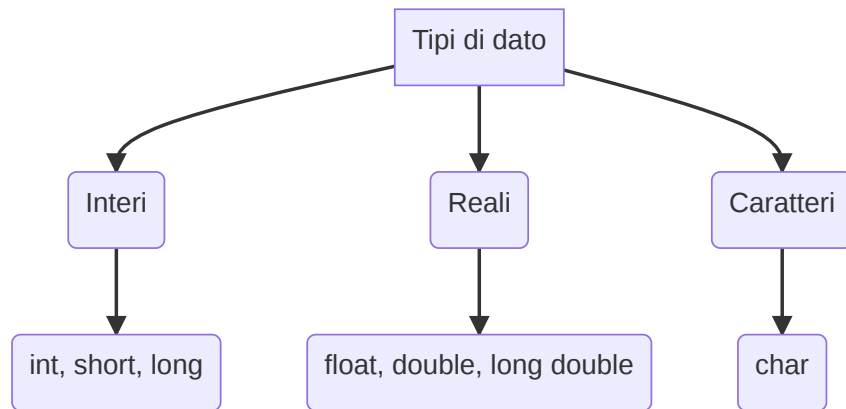 Tipi di dato
Interi
Reali
Caratteri
int, short, long
float, double, long double
char